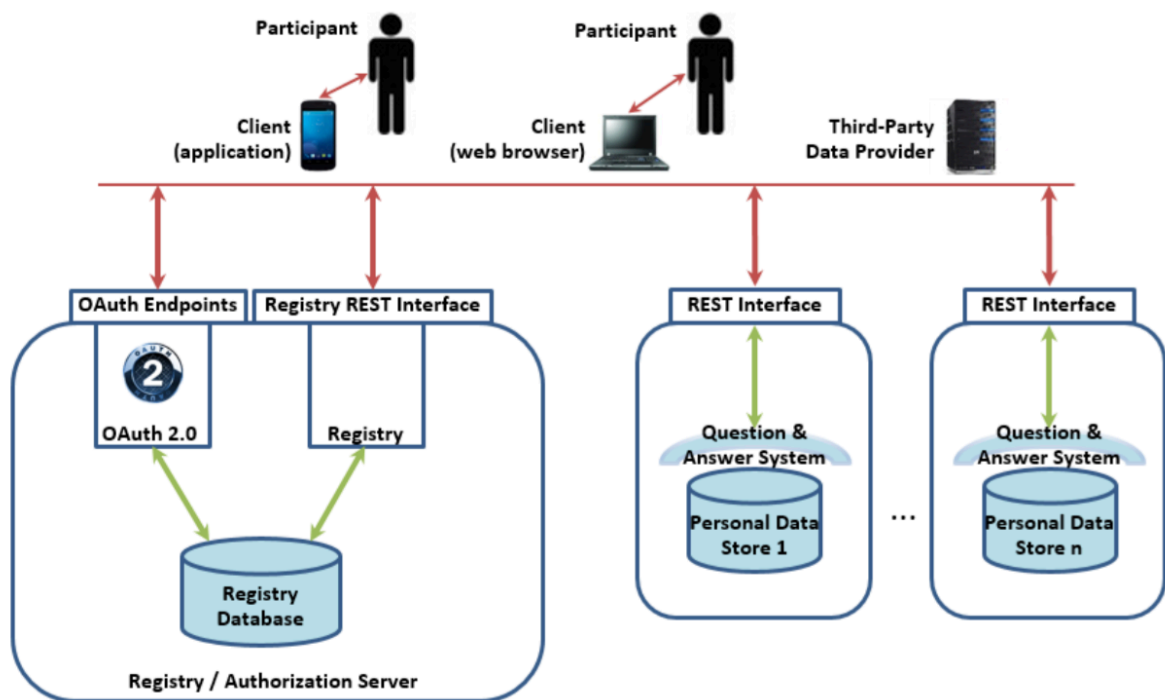 Participant
Participant
Client
(application)
Client
(web browser)
Third-Party
Data Provider
OAuth Endpoints
Registry REST Interface
REST Interface
REST Interface
OAUTH
2
OAuth 2.0
Registry
Question &
Answer System
Question &
Answer System
Personal Data
Store 1
...
Personal Data
Store n
Registry
Database
Registry / Authorization Server